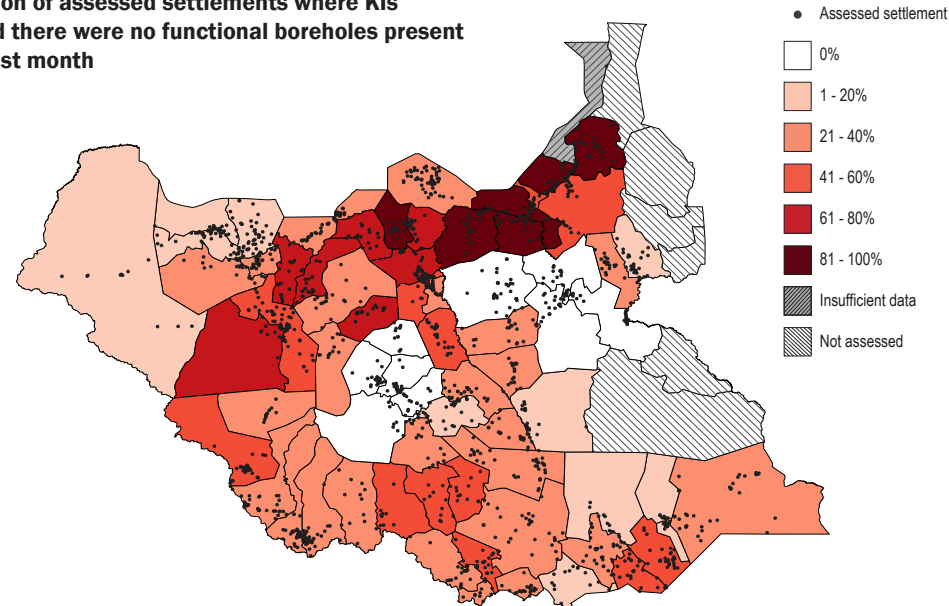 ion of assessed settlements where KIs
d there were no functional boreholes present
st month
Assessed settlement
0%
1 - 20%
21 - 40%
41 - 60%
61 - 80%
81 - 100%
Insufficient data
Not assessed